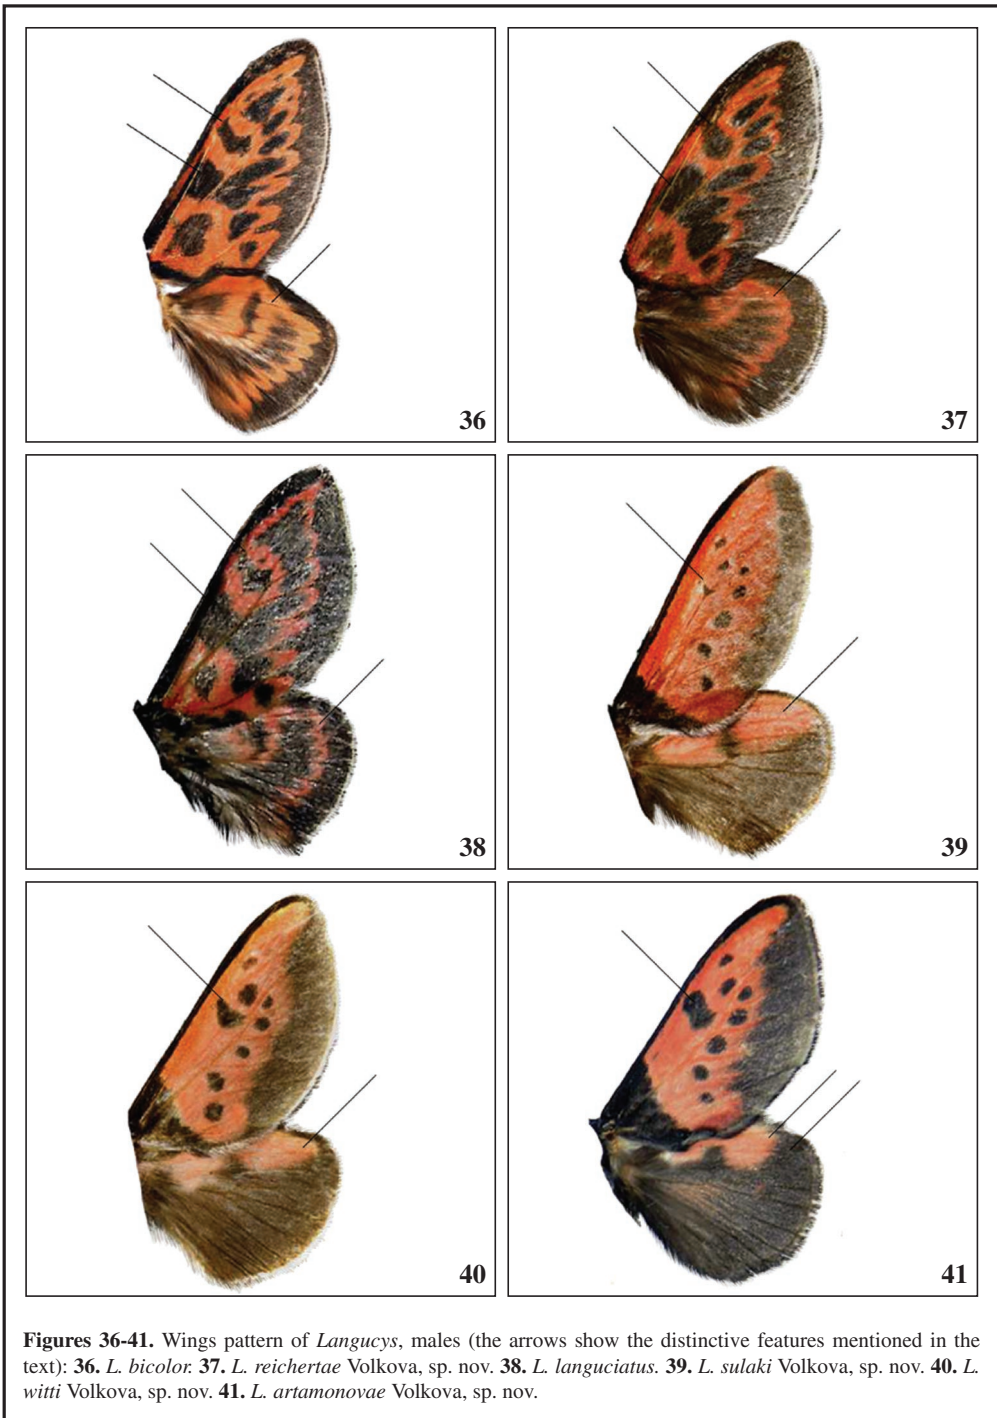 36
37
38
39
40
41
Figures 36-41. Wings pattern of Langucys, males (the arrows show the distinctive features mentioned in the
text): 36. L. bicolor. 37. L. reichertae Volkova, sp. nov. 38. L. languciatus. 39. L. sulaki Volkova, sp. nov. 40. L.
witti Volkova, sp. nov. 41. L. artamonovae Volkova, sp. nov.